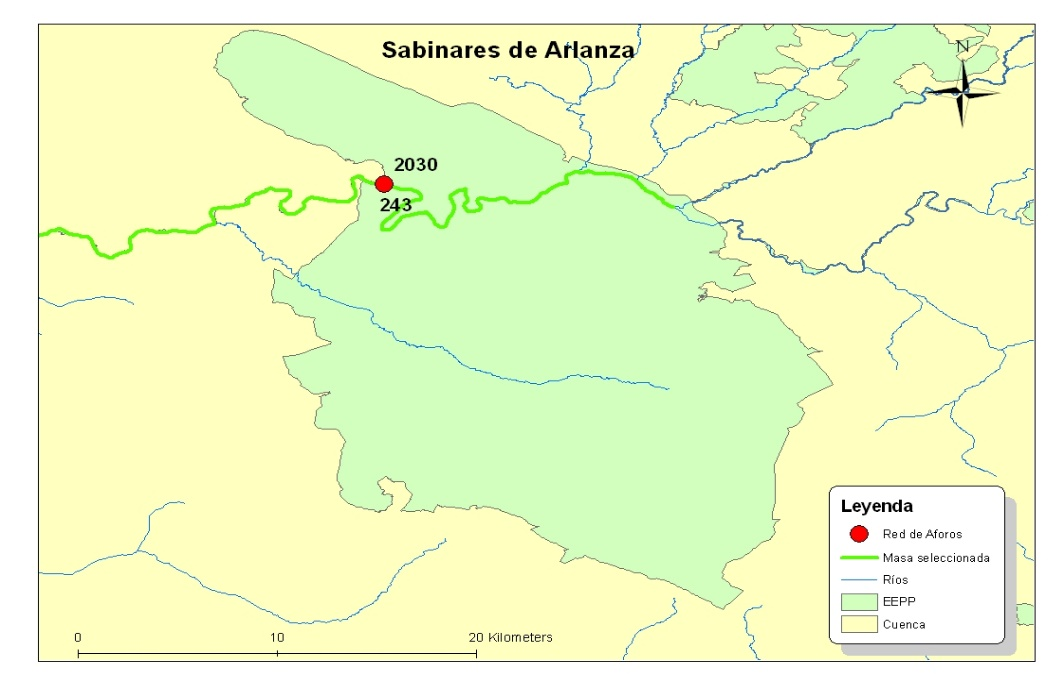 Sabinares de Arlanza
N
2030
243
Leyenda
Red de Aforos
Masa seleccionada
Ríos
EEPP
Cuenca
0 10 20 Kilometers